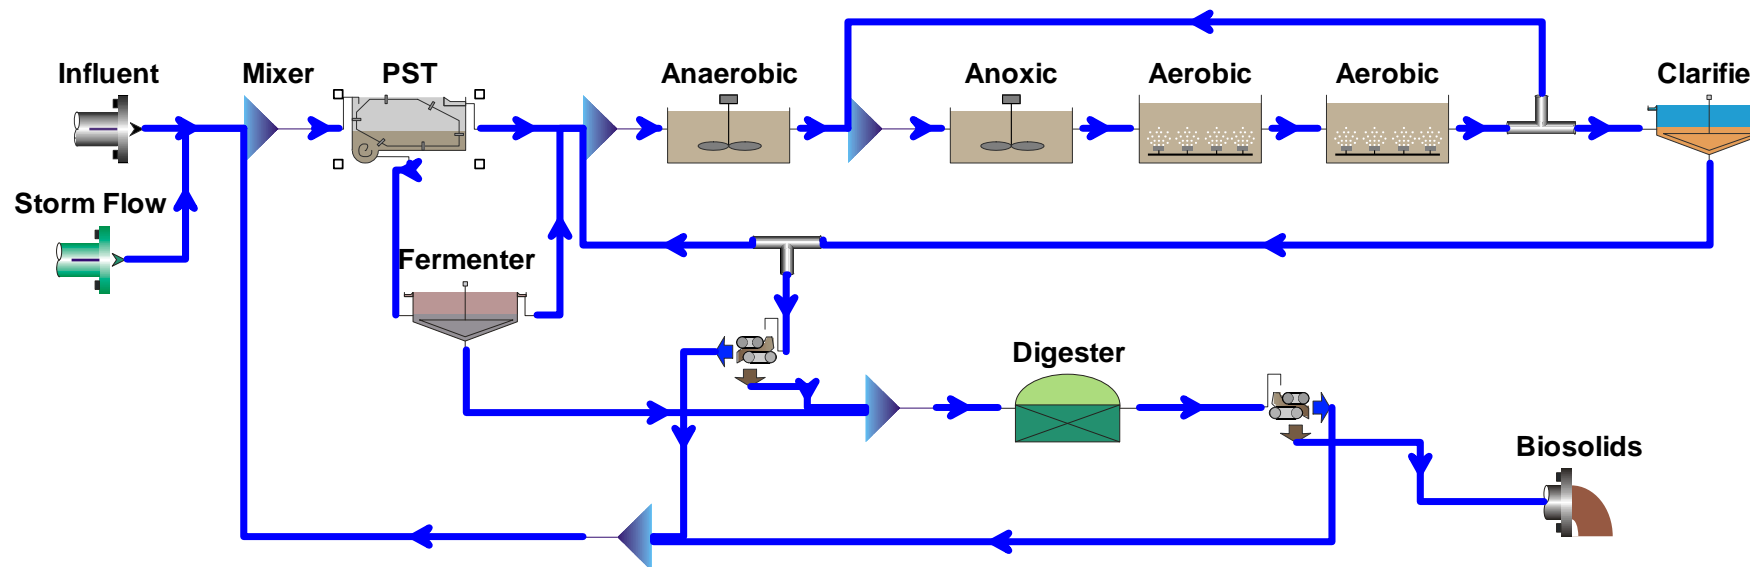 Influent
Mixer
PST
Anaerobic
Anoxic
Aerobic
Aerobic
Clarifie
Storm Flow
Fermenter
Digester
Biosolids